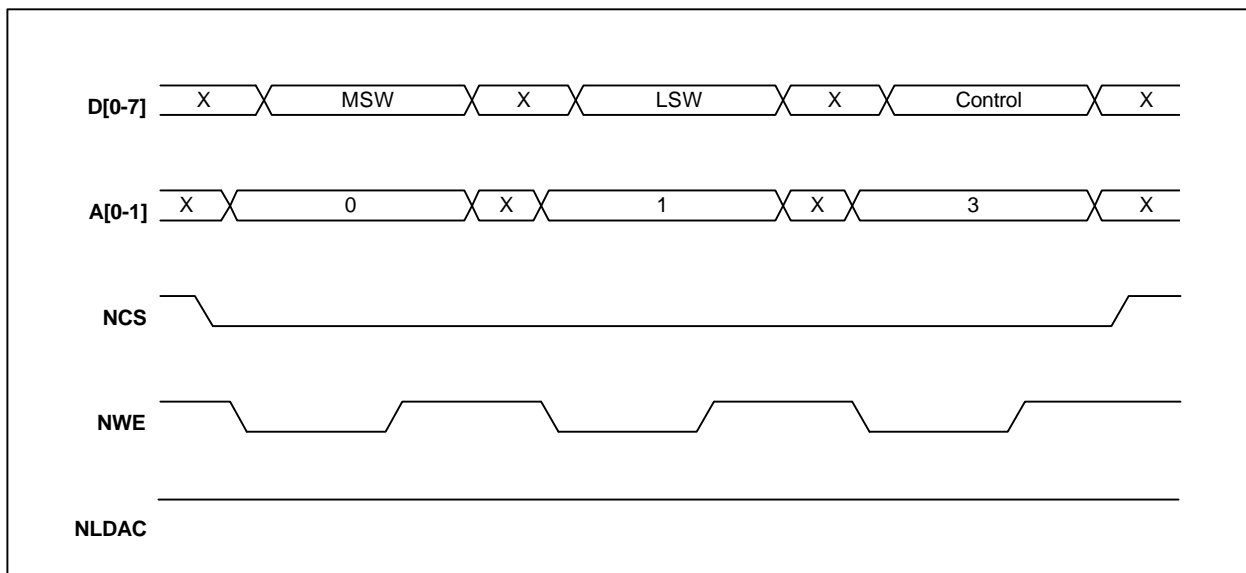 D[0-7] X MSW X LSW X Control X
A[0-1] X 0 X 1 X 3 X
NCS
NWE
NLDAC